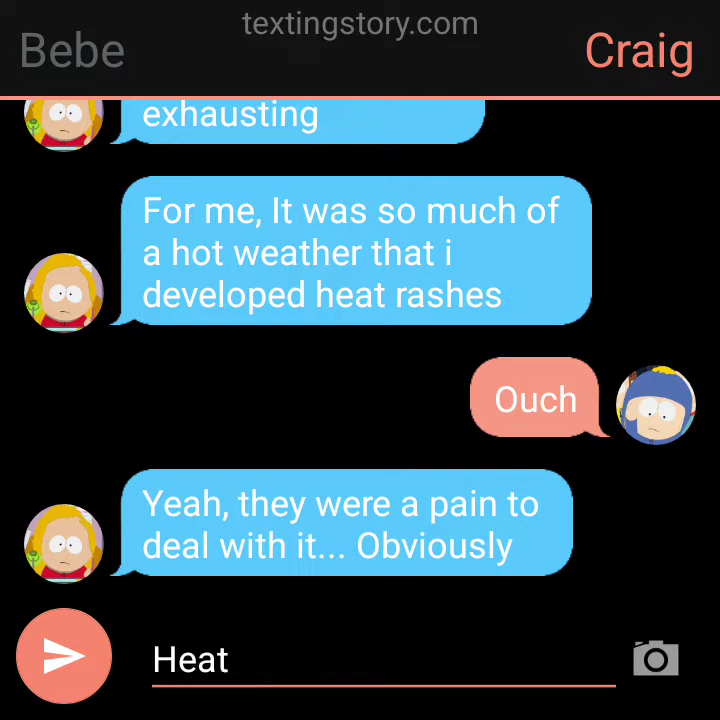 textingstory.com
Bebe
Craig
exhausting
For me, It was so much of
a hot weather that i
developed heat rashes
Ouch
Yeah, they were a pain to
deal with it... Obviously
Heat